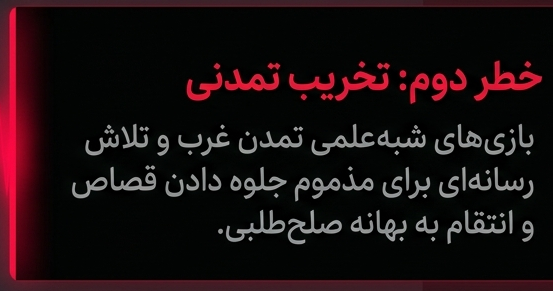 خطر دوم: تخریب تمدنی
بازی‌های شبه‌علمی تمدن غرب و تلاش
رسانه‌ای برای مذموم جلوه دادن قصاص
و انتقام به بهانه صلح‌طلبی.